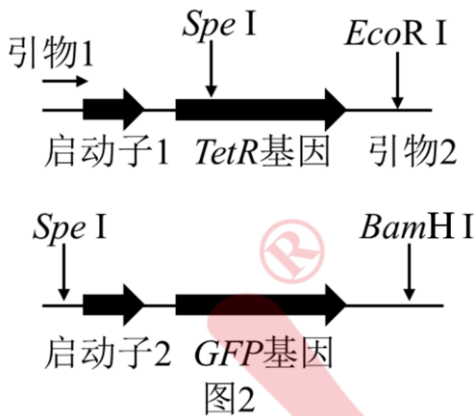 Spe I EcoR I
引物1
启动子1 TetR基因 引物2
Spe I BamH I
®
启动子2 GFP基因
图2